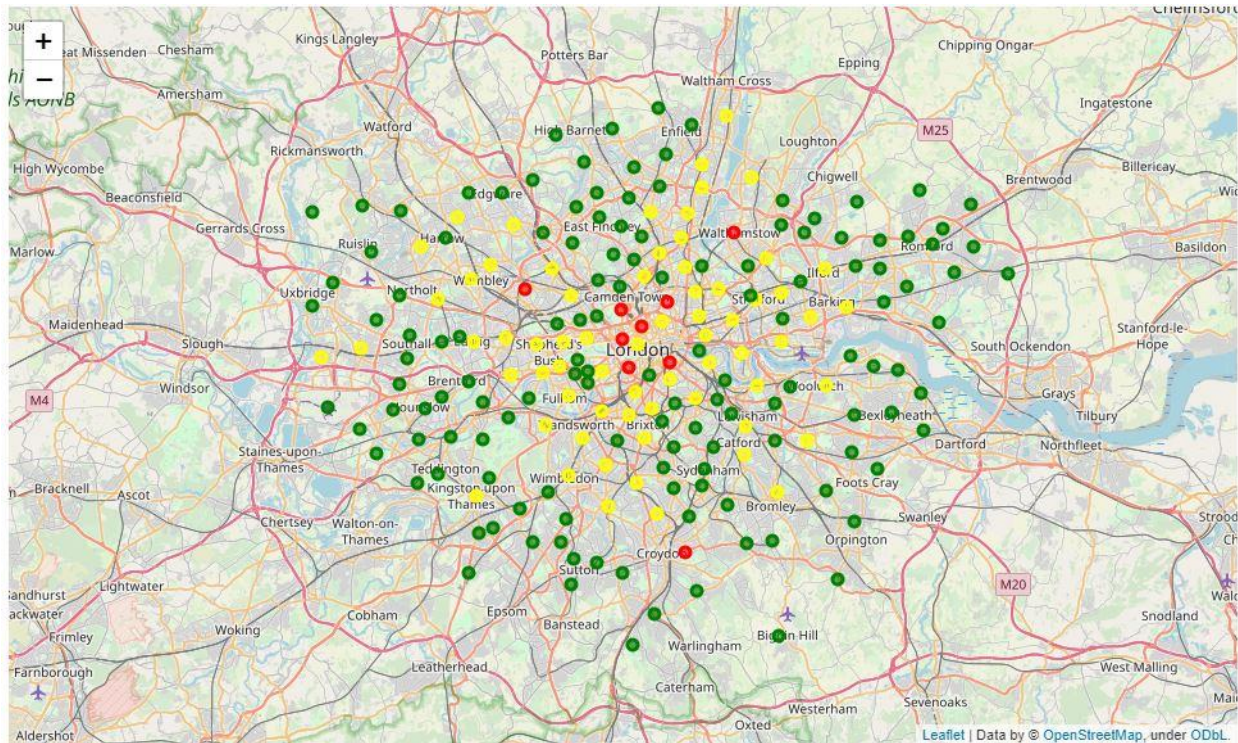 Chelmsford
+
−
Great Missenden
Chesham
Kings Langley
Potters Bar
Chipping Ongar
Epping
Waltham Cross
Amersham
ls AONB
Ingatestone
Watford
High Barnet
Enfield
M25
Loughton
Rickmansworth
High Wycombe
Chigwell
Billericay
Brentwood
Beaconsfield
Edgware
Gerrards Cross
East Finchley
Walthamstow
Harrow
Ruislip
Romford
Marlow
Basildon
Ilford
Wembley
Uxbridge
Northolt
Camden Town
Stratford
Barking
Maidenhead
Stanford-le-
Hope
Slough
Southall
Ealing
Shepherd's
Bush
London
South Ockendon
Windsor
Brentford
Woolwich
M4
Fulham
Grays
Hounslow
Tilbury
Lewisham
Bexleyheath
Wandsworth
Brixton
Staines-upon-
Thames
Catford
Dartford
Northfleet
Teddington
Wimbledon
Sydenham
Bracknell
Ascot
Kingston upon
Thames
Foots Cray
Bromley
Swanley
Chertsey
Walton-on-
Thames
Orpington
Croydon
Sutton
Lightwater
M20
Sandhurst
Cobham
Epsom
Snodland
Banstead
Frimley
Woking
Biggin Hill
Warlingham
Leatherhead
West Malling
Farnborough
Caterham
Sevenoaks
Westerham
Oxted
Aldershot
Leaflet | Data by © OpenStreetMap, under ODbL.